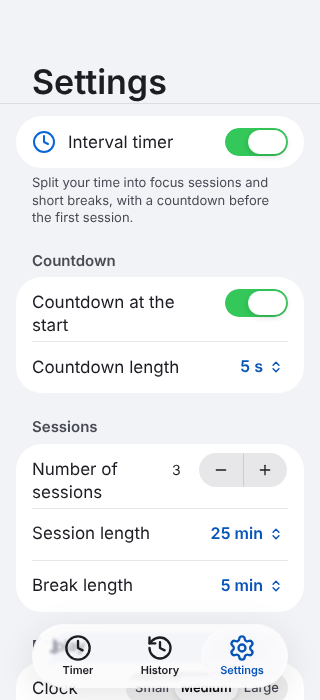 Settings
Interval timer
Split your time into focus sessions and
short breaks, with a countdown before
the first session.
Countdown
Countdown at the
start
Countdown length
5 s
Sessions
Number of
sessions
3
Session length
25 min
Break length
5 min
Clock
Small Medium Large
Timer
History
Settings